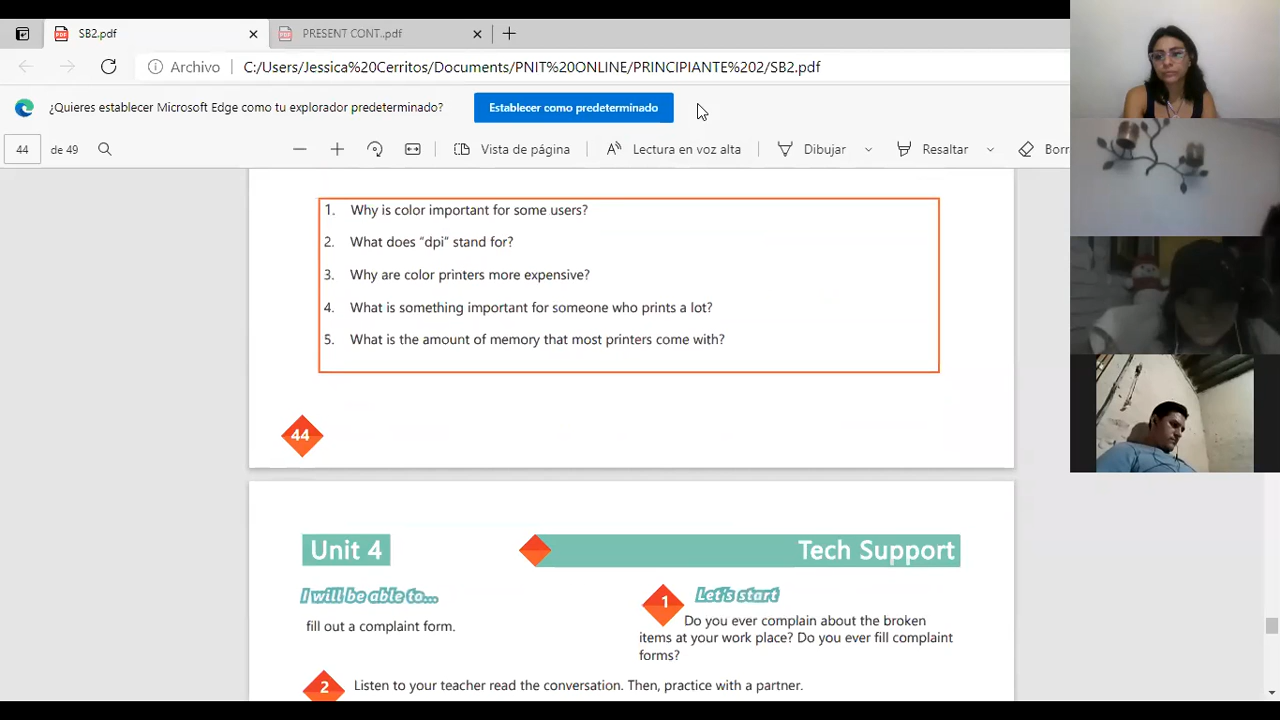 SB2.pdf
PRESENT CONT..pdf
Archivo
C:/Users/Jessica%20Cerritos/Documents/PNIT%20ONLINE/PRINCIPIANTE%202/SB2.pdf
¿Quieres establecer Microsoft Edge como tu explorador predeterminado?
Establecer como predeterminado
44
de 49
Vista de página
Lectura en voz alta
Dibujar
Resaltar
Borr
1. Why is color important for some users?
2. What does “dpi” stand for?
3. Why are color printers more expensive?
4. What is something important for someone who prints a lot?
5. What is the amount of memory that most printers come with?
44
Unit 4
Tech Support
I will be able to...
fill out a complaint form.
1
Let's start
Do you ever complain about the broken
items at your work place? Do you ever fill complaint
forms?
2
Listen to your teacher read the conversation. Then, practice with a partner.